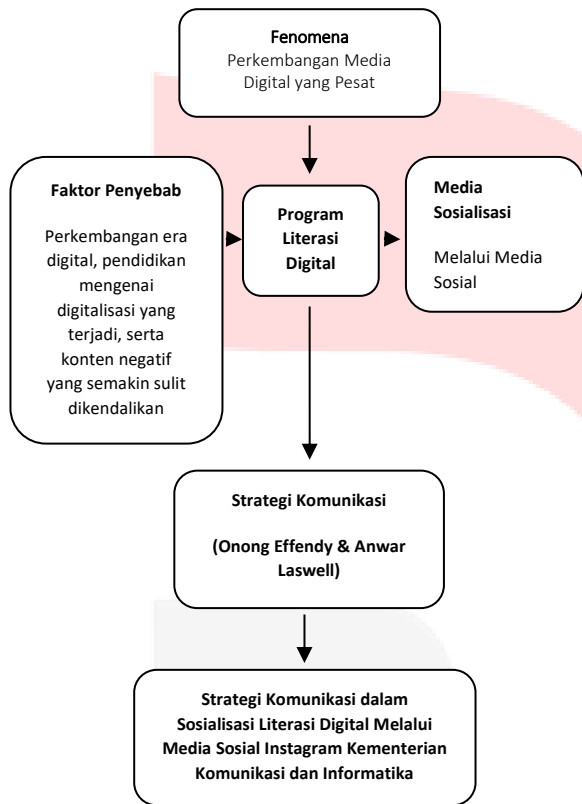 Fenomena
Perkembangan Media
Digital yang Pesat
Faktor Penyebab
Perkembangan era
digital, pendidikan
mengenai
digitalisasi yang
terjadi, serta
konten negatif
yang semakin sulit
dikendalikan
Program
Literasi
Digital
Media
Sosialisasi
Melalui Media
Sosial
Strategi Komunikasi
(Onong Effendy & Anwar
Laswell)
Strategi Komunikasi dalam
Sosialisasi Literasi Digital Melalui
Media Sosial Instagram Kementerian
Komunikasi dan Informatika